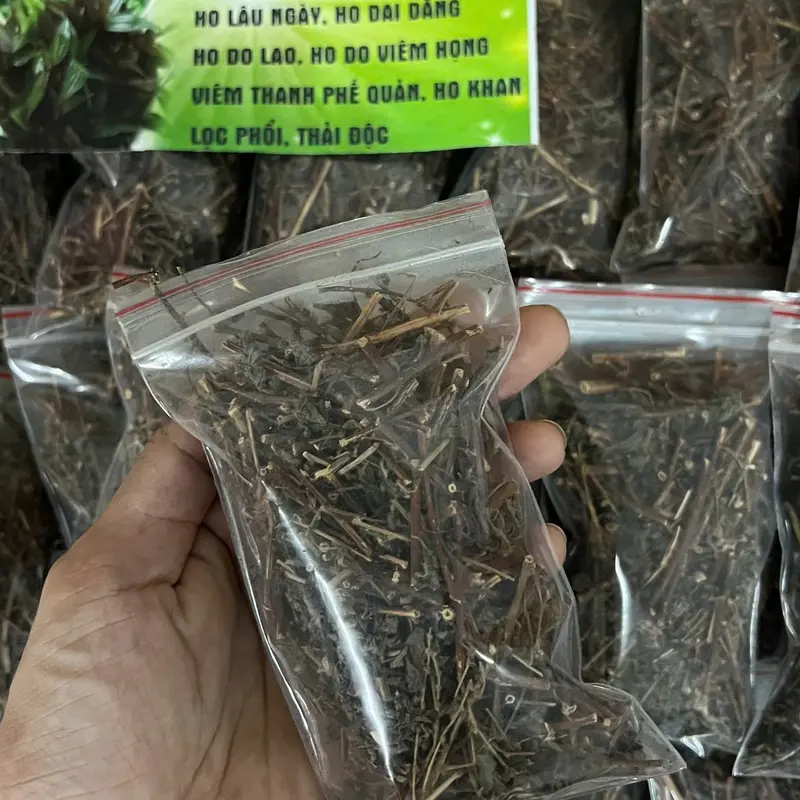 HO LÂU NGÀY, HO DAI DẲNG
HO DO LAO, HO DO VIÊM HỌNG
VIÊM THANH PHẾ QUẢN, HO KHAN
LỌC PHỔI, THẢI ĐỘC